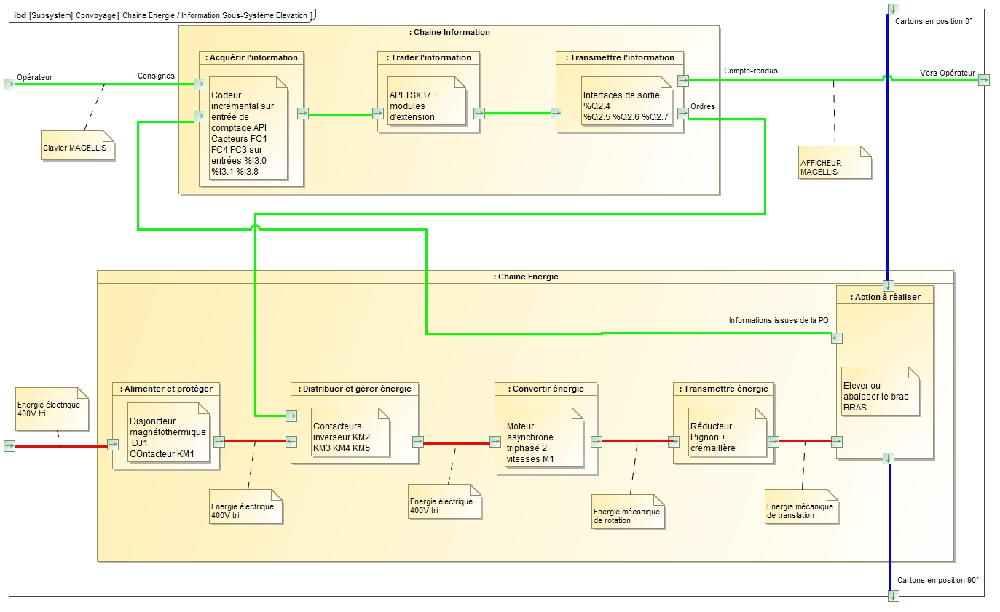 ibd [Subsystem] Convoyage [ Chaine Energie / Information Sous-Système Elevation ]
Cartons en position 0°
: Chaine Information
: Acquérir l'information
: Traiter l'information
: Transmettre l'information
Opérateur
Consignes
Compte-rendus
Vers Opérateur
Codeur
incrémental sur
entrée de
comptage API
Capteurs FC1
FC4 FC3 sur
entrées %I3.0
%I3.1 %I3.8
API TSX37 +
modules
d'extension
Interfaces de sortie
%Q2.4
%Q2.5 %Q2.6 %Q2.7
Ordres
Clavier MAGELLIS
AFFICHEUR
MAGELLIS
: Chaine Energie
: Action à réaliser
Informations issues de la PO
Elever ou
abaisser le bras
BRAS
: Alimenter et protéger
: Distribuer et gérer énergie
: Convertir énergie
: Transmettre énergie
Energie électrique
400V tri
Disjoncteur
magnétothermique
DJ1
COntacteur KM1
Contacteurs
inverseur KM2
KM3 KM4 KM5
Moteur
asynchrone
triphasé 2
vitesses M1
Réducteur
Pignon +
crémaillère
Energie électrique
400V tri
Energie électrique
400V tri
Energie mécanique
de rotation
Energie mécanique
de translation
Cartons en position 90°